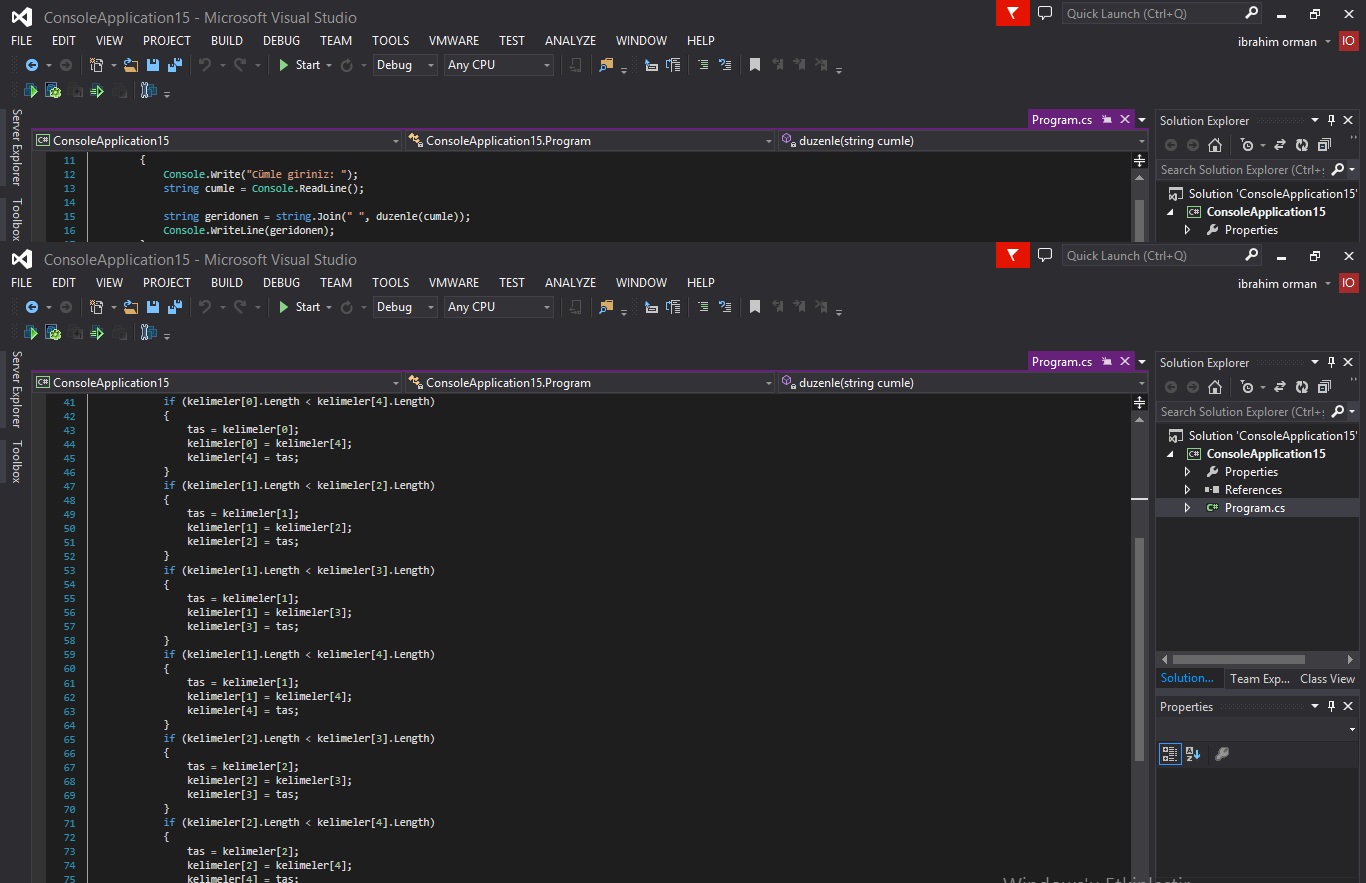 ConsoleApplication15 - Microsoft Visual Studio
Quick Launch (Ctrl+Q)
FILE EDIT VIEW PROJECT BUILD DEBUG TEAM TOOLS VMWARE TEST ANALYZE WINDOW HELP
ibrahim orman IO
Start Debug Any CPU
Server Explorer
Toolbox
Program.cs
ConsoleApplication15 ConsoleApplication15.Program duzenle(string cumle)
11 {
12 Console.Write("Cümle giriniz: ");
13 string cumle = Console.ReadLine();
14
15 string geridonen = string.Join(" ", duzenle(cumle));
16 Console.WriteLine(geridonen);
Solution Explorer
Search Solution Explorer (Ctrl+;
Solution 'ConsoleApplication15'
C# ConsoleApplication15
Properties
ConsoleApplication15 - Microsoft Visual Studio
Quick Launch (Ctrl+Q)
FILE EDIT VIEW PROJECT BUILD DEBUG TEAM TOOLS VMWARE TEST ANALYZE WINDOW HELP
ibrahim orman IO
Start Debug Any CPU
Server Explorer
Toolbox
Program.cs
ConsoleApplication15 ConsoleApplication15.Program duzenle(string cumle)
41 if (kelimeler[0].Length < kelimeler[4].Length)
42 {
43 tas = kelimeler[0];
44 kelimeler[0] = kelimeler[4];
45 kelimeler[4] = tas;
46 }
47 if (kelimeler[1].Length < kelimeler[2].Length)
48 {
49 tas = kelimeler[1];
50 kelimeler[1] = kelimeler[2];
51 kelimeler[2] = tas;
52 }
53 if (kelimeler[1].Length < kelimeler[3].Length)
54 {
55 tas = kelimeler[1];
56 kelimeler[1] = kelimeler[3];
57 kelimeler[3] = tas;
58 }
59 if (kelimeler[1].Length < kelimeler[4].Length)
60 {
61 tas = kelimeler[1];
62 kelimeler[1] = kelimeler[4];
63 kelimeler[4] = tas;
64 }
65 if (kelimeler[2].Length < kelimeler[3].Length)
66 {
67 tas = kelimeler[2];
68 kelimeler[2] = kelimeler[3];
69 kelimeler[3] = tas;
70 }
71 if (kelimeler[2].Length < kelimeler[4].Length)
72 {
73 tas = kelimeler[2];
74 kelimeler[2] = kelimeler[4];
75 kelimeler[4] = tas;
Solution Explorer
Search Solution Explorer (Ctrl+;
Solution 'ConsoleApplication15'
C# ConsoleApplication15
Properties
References
C# Program.cs
Solution... Team Exp... Class View
Properties